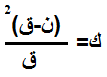 ك= (ن-ق)²
ق